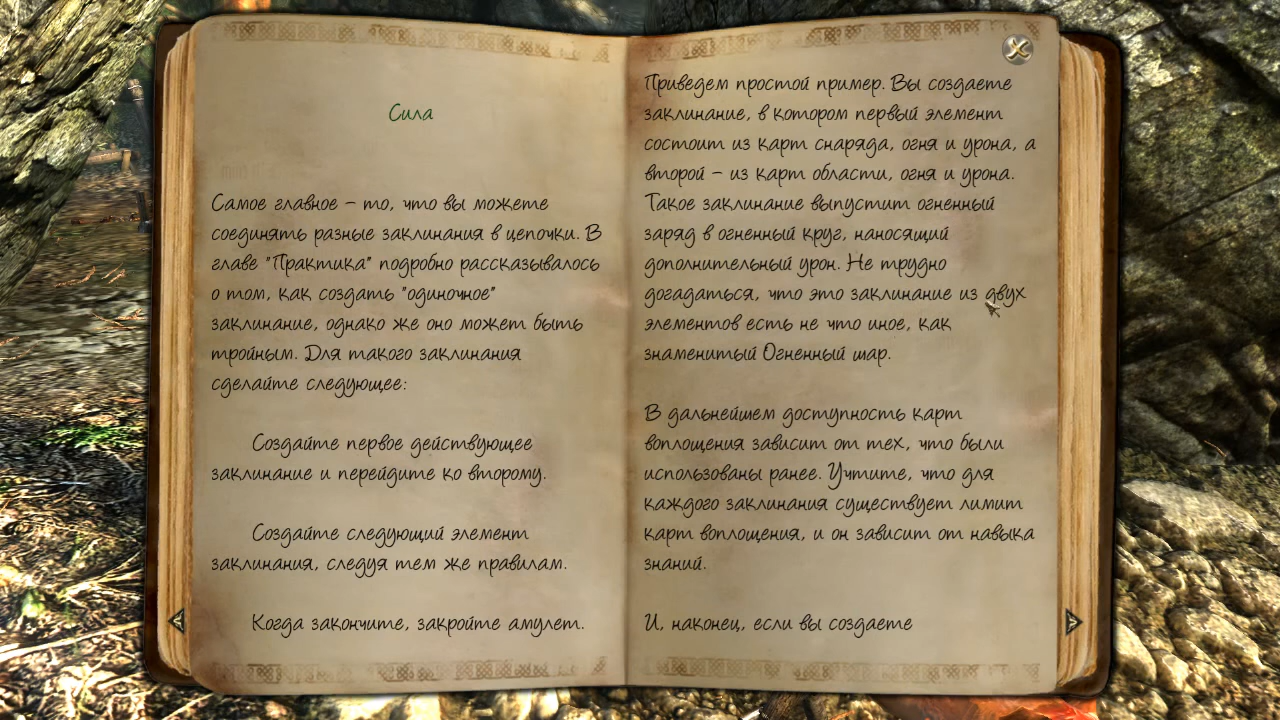 Сила
Самое главное – то, что вы можете
соединять разные заклинания в цепочки. В
главе "Практика" подробно рассказывалось
о том, как создать "одиночное"
заклинание, однако же оно может быть
тройным. Для такого заклинания
сделайте следующее:
Создайте первое действующее
заклинание и перейдите ко второму.
Создайте следующий элемент
заклинания, следуя тем же правилам.
Когда закончите, закройте амулет.
Приведем простой пример. Вы создаете
заклинание, в котором первый элемент
состоит из карт снаряда, огня и урона, а
второй – из карт области, огня и урона.
Такое заклинание выпустит огненный
заряд в огненный круг, наносящий
дополнительный урон. Не трудно
догадаться, что это заклинание из двух
элементов есть не что иное, как
знаменитый Огненный шар.
В дальнейшем доступность карт
воплощения зависит от тех, что были
использованы ранее. Учтите, что для
каждого заклинания существует лимит
карт воплощения, и он зависит от навыка
знаний.
И, наконец, если вы создаете